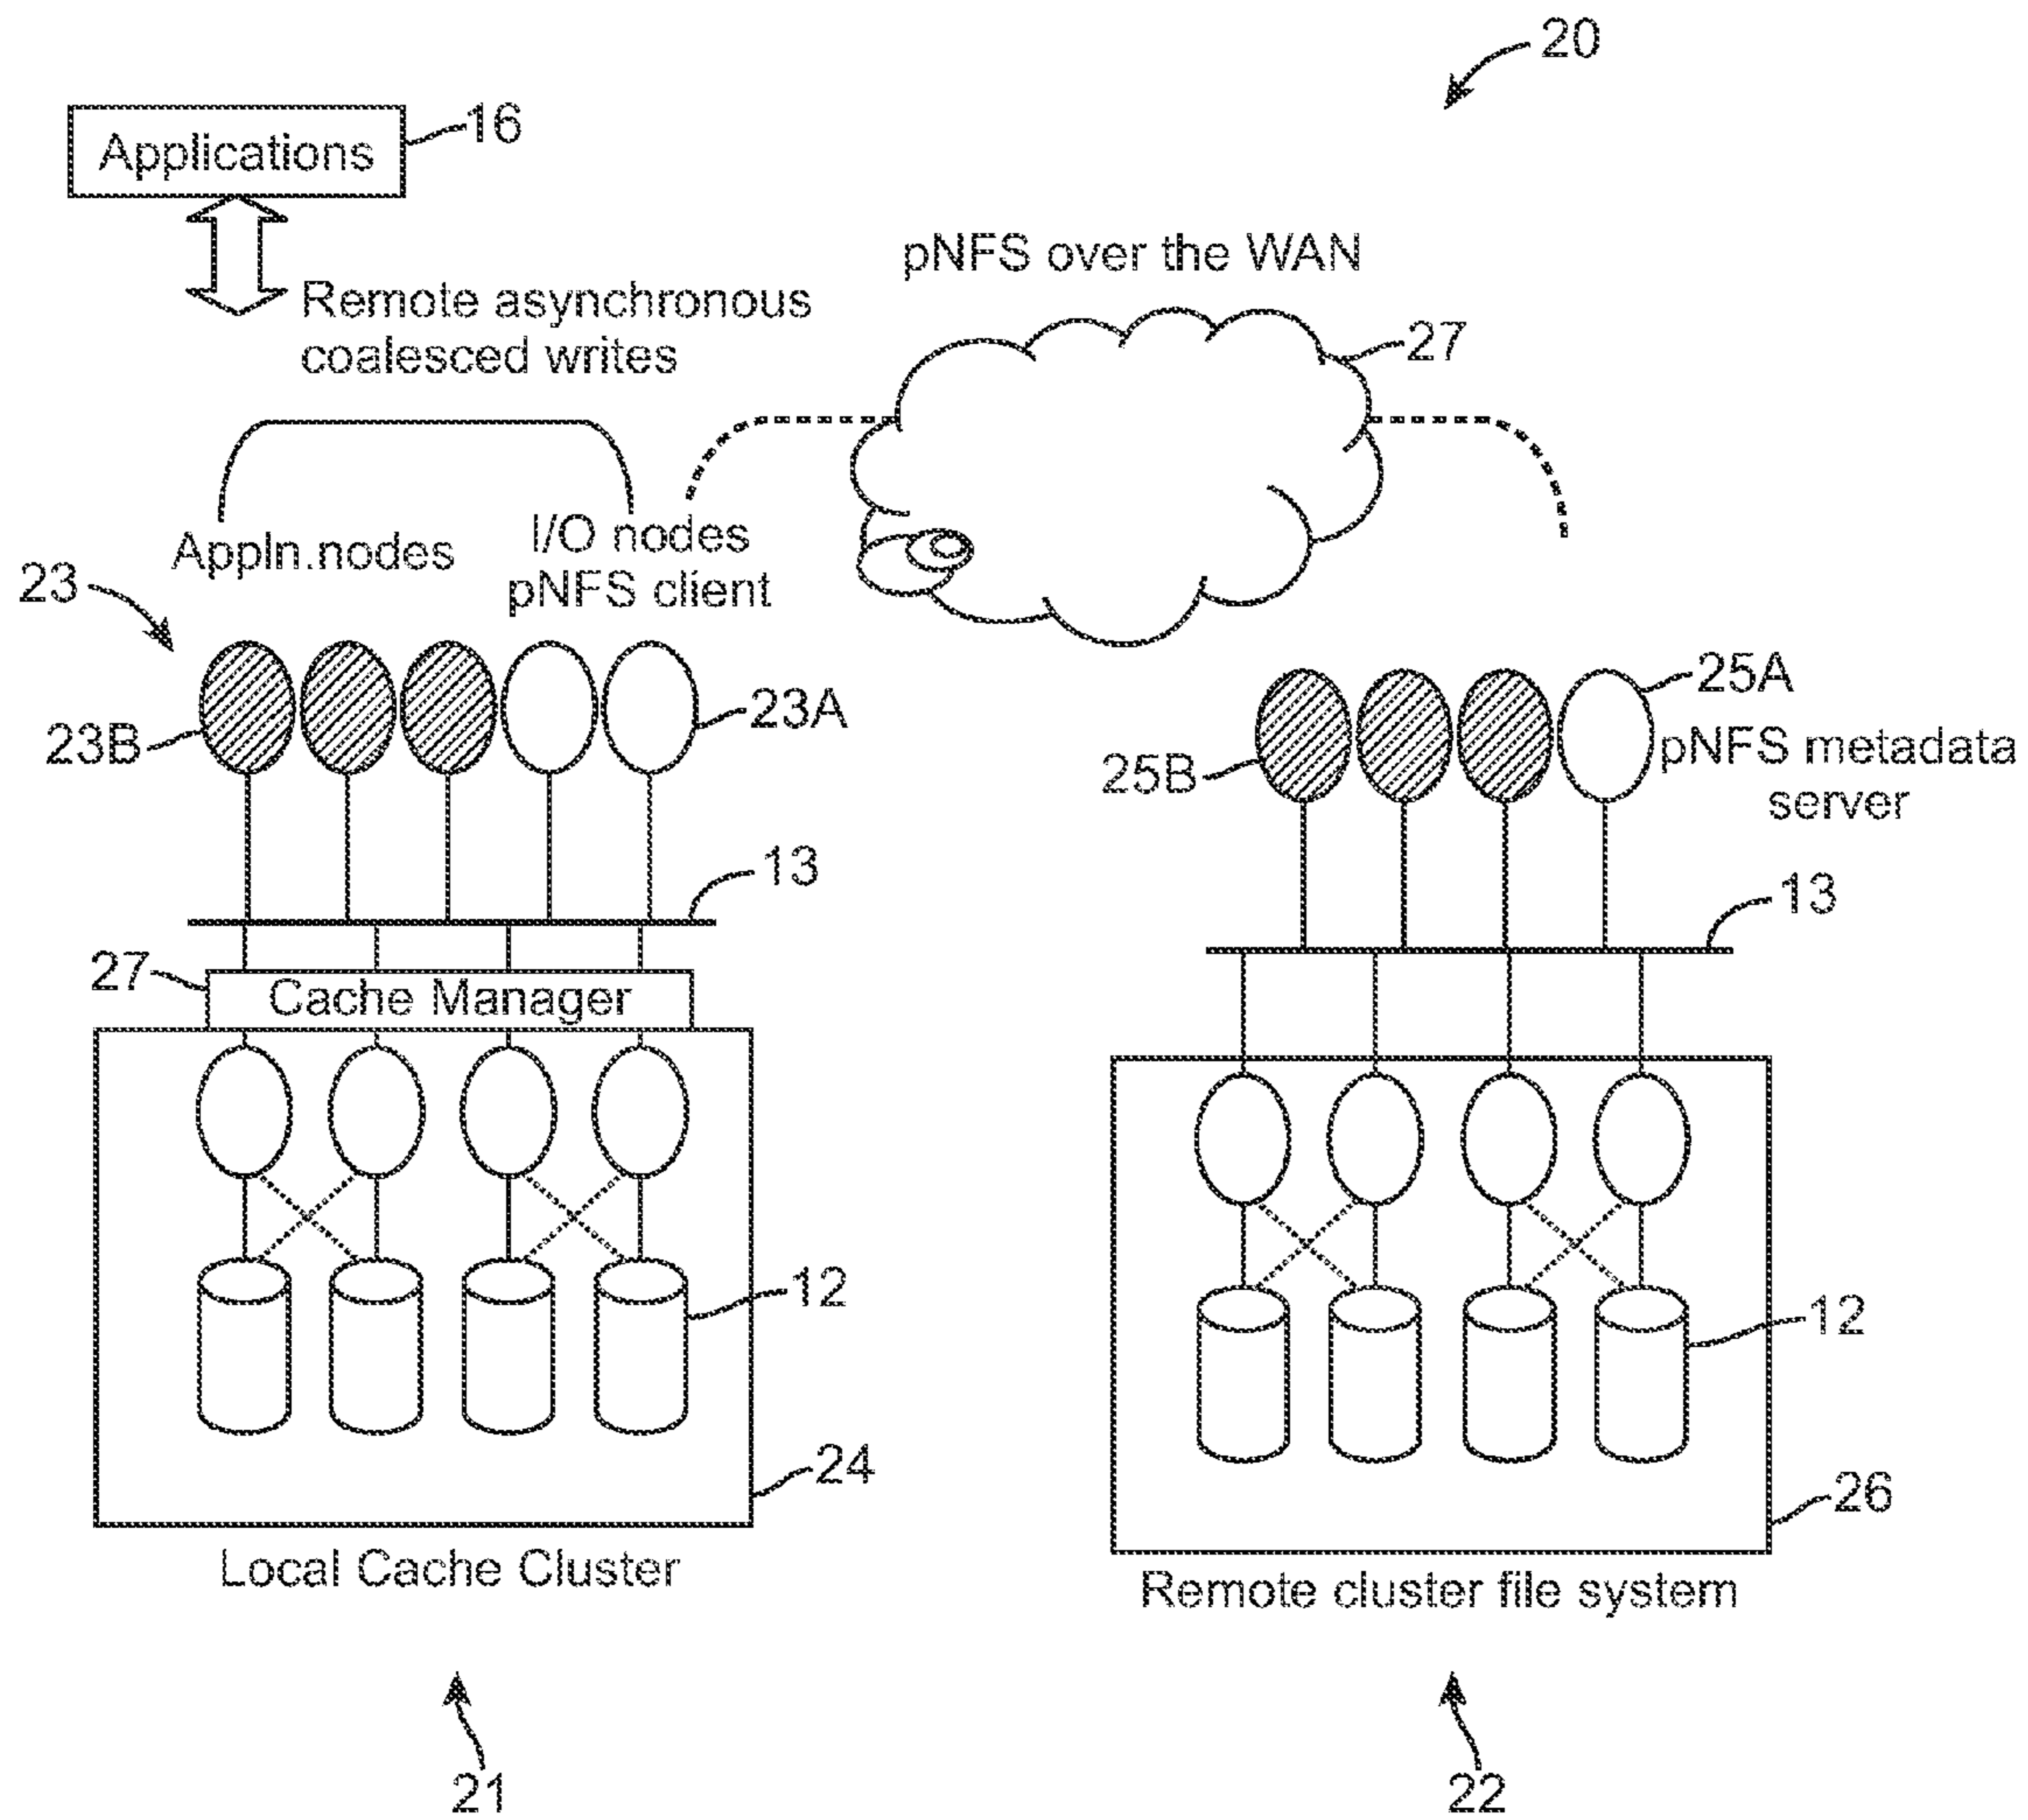 20
Applications
16
pNFS over the WAN
Remote asynchronous
coalesced writes
27
Appln.nodes
I/O nodes
pNFS client
23
23B
23A
25A
25B
pNFS metadata
server
13
13
27
Cache Manager
12
12
24
26
Local Cache Cluster
Remote cluster file system
21
22